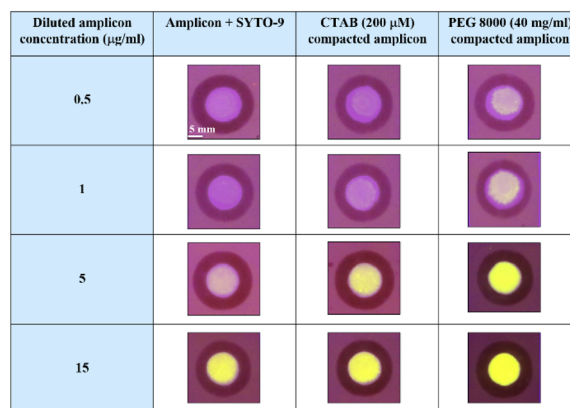 Diluted amplicon
concentration (µg/ml)
Amplicon + SYTO-9
CTAB (200 µM)
compacted amplicon
PEG 8000 (40 mg/ml)
compacted amplicon
0.5
5 mm
1
5
15